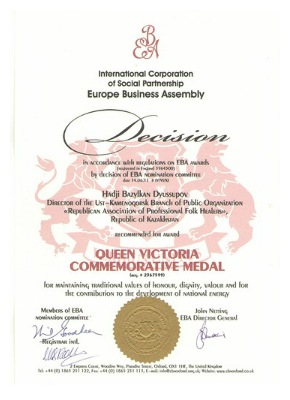 EBA
International Corporation
of Social Partnership
Europe Business Assembly
Decision
in accordance with regulations on EBA awards
by decision of EBA nomination committee
Hadji Bazylkan Dyussupov
Director of the Ust-Kamenogorsk Branch of Public Organization
«Republican Association of Professional Folk Healers»,
Republic of Kazakhstan
recommended for award
QUEEN VICTORIA
COMMEMORATIVE MEDAL
for maintaining traditional values of honour, dignity, valour and for
the contribution to the development of national energy
Members of EBA
nomination committee
John Netting
EBA Director General
Registrar